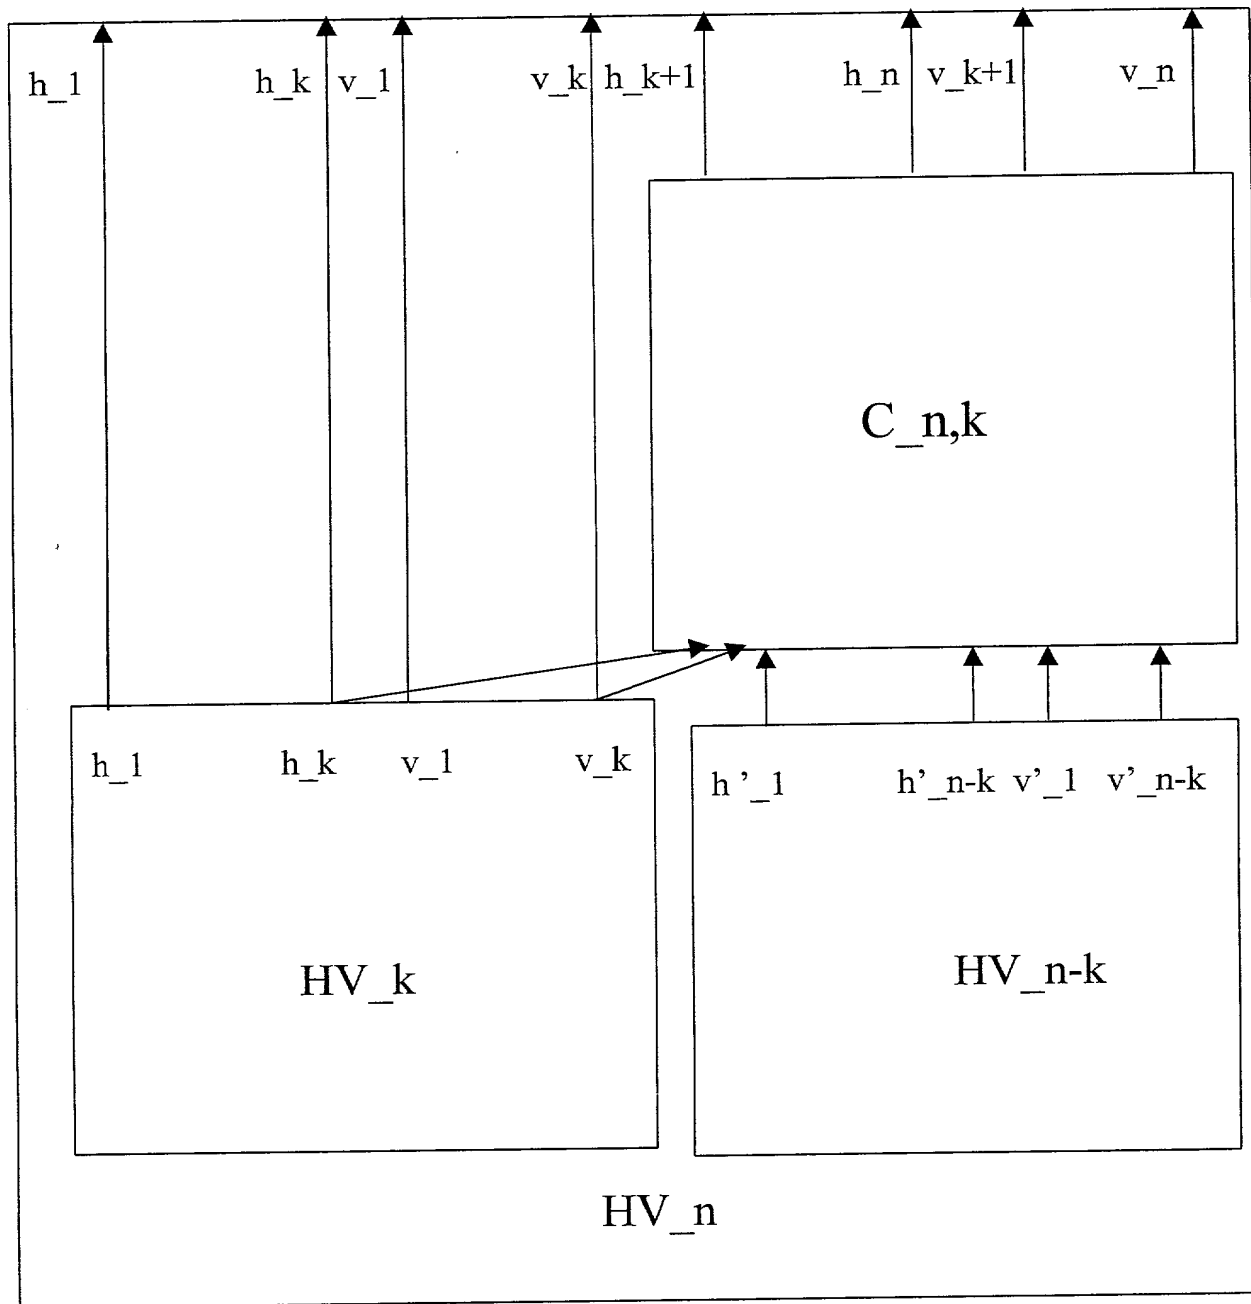 h_1 h_k v_1 v_k h_k+1 h_n v_k+1 v_n
C_n,k
h_1 h_k v_1 v_k h'_1 h'_n-k v'_1 v'_n-k
HV_k HV_n-k
HV_n